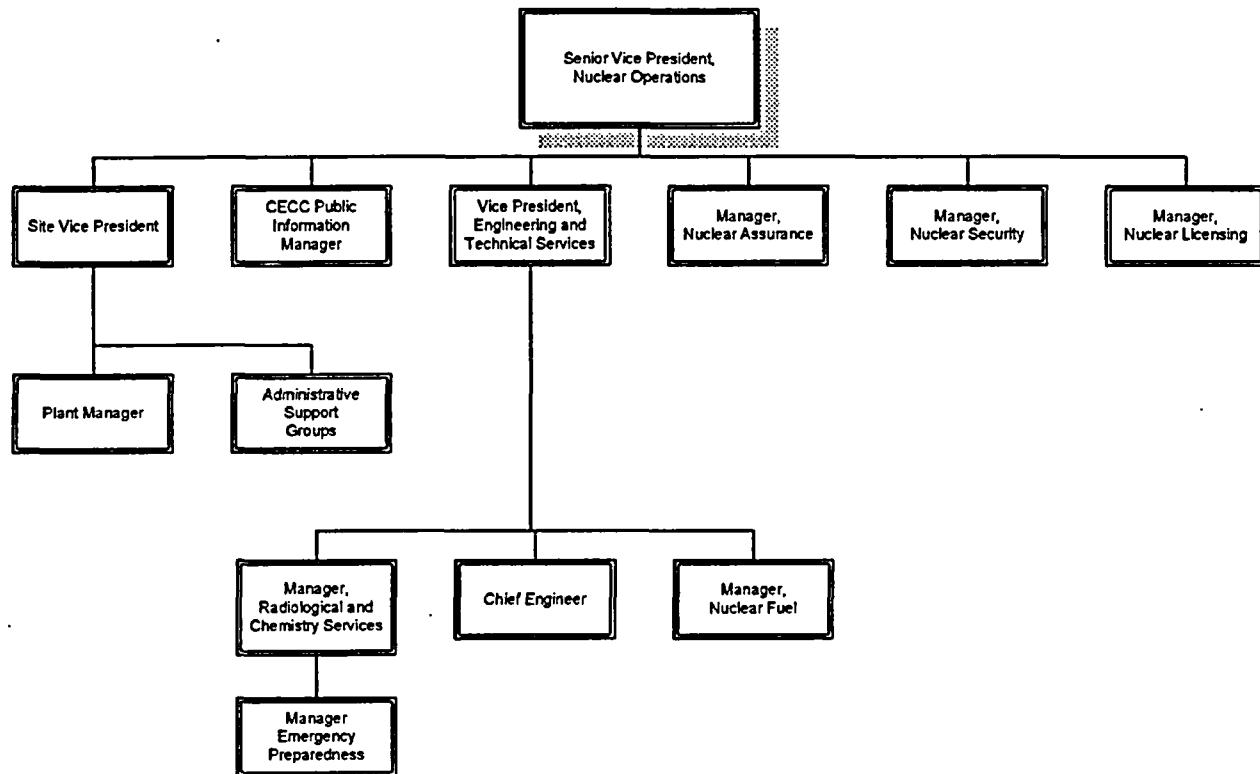 Senior Vice President,
Nuclear Operations
Site Vice President
CECC Public
Information
Manager
Vice President,
Engineering and
Technical Services
Manager,
Nuclear Assurance
Manager,
Nuclear Security
Manager,
Nuclear Licensing
Plant Manager
Administrative
Support
Groups
Manager,
Radiological and
Chemistry Services
Chief Engineer
Manager,
Nuclear Fuel
Manager
Emergency
Preparedness